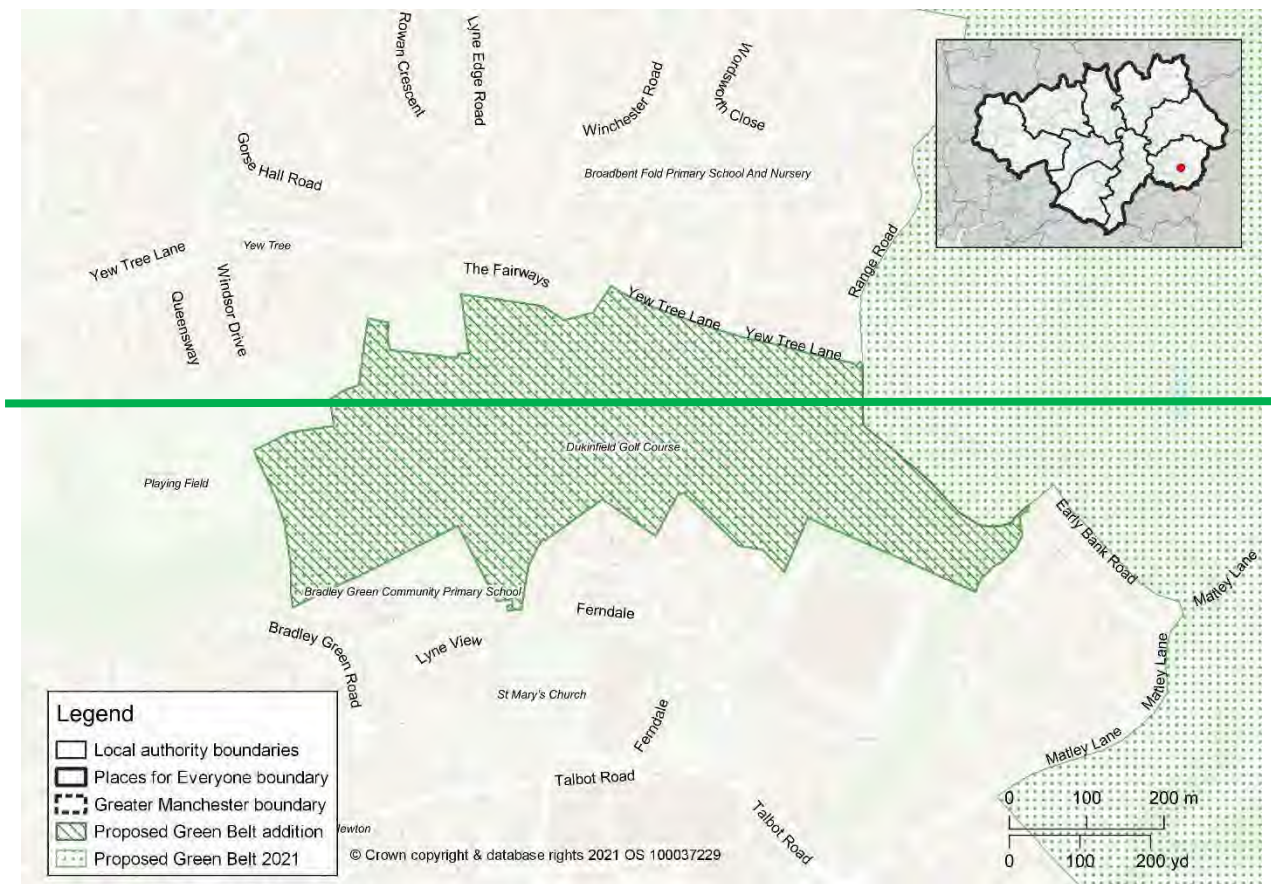 Rowan Crescent
Lyne Edge Road
Winchester Road
Wordsworth Close
Gorse Hall Road
Broadbent Fold Primary School And Nursery
Yew Tree Lane
Yew Tree
Queensway
Windsor Drive
The Fairways
Yew Tree Lane
Yew Tree Lane
Range Road
Dukinfield Golf Course
Playing Field
Early Bank Road
Matley Lane
Bradley Green Community Primary School
Ferndale
Bradley Green Road
Lyne View
St Mary's Church
Ferndale
Matley Lane
Matley Lane
Talbot Road
Talbot Road
Legend
Local authority boundaries
Places for Everyone boundary
Greater Manchester boundary
Proposed Green Belt addition
Proposed Green Belt 2021
© Crown copyright & database rights 2021 OS 100037229
0 100 200 m
0 100 200 yd